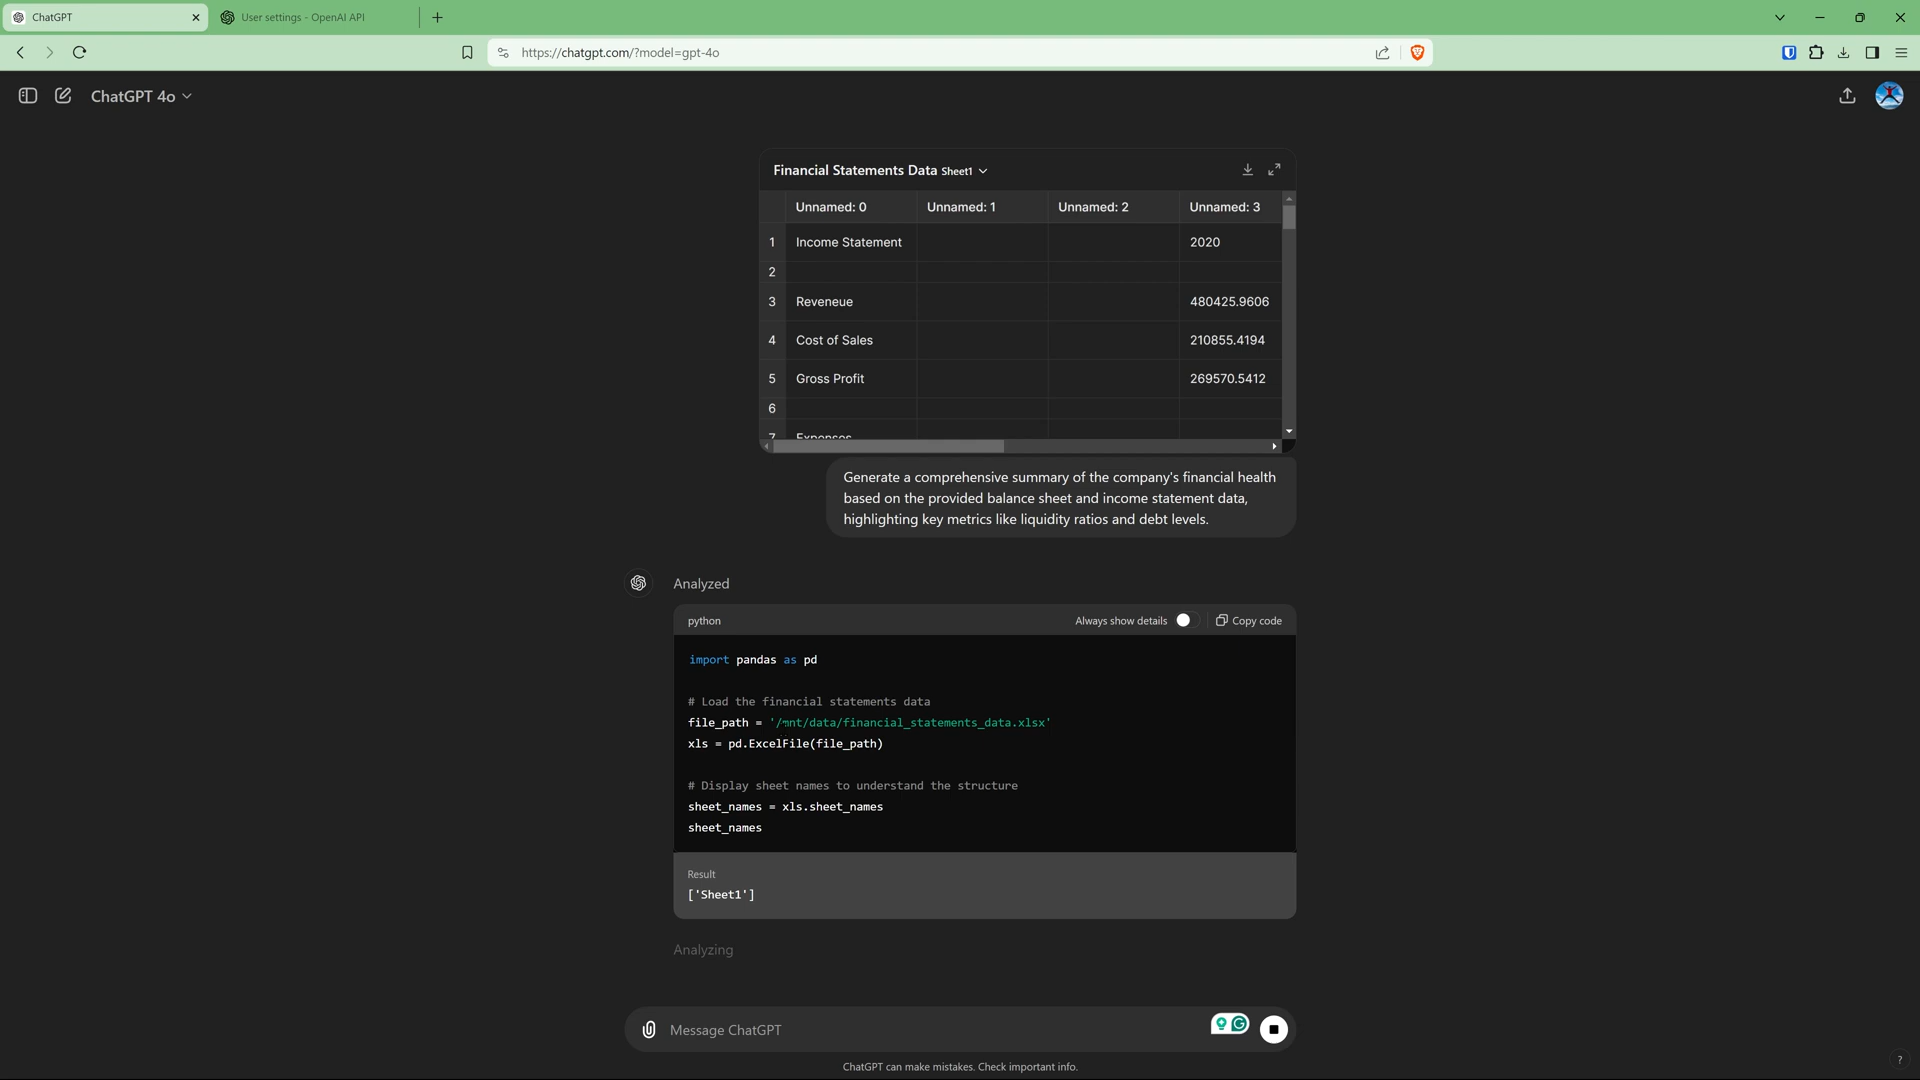 ChatGPT
User settings - OpenAI API
https://chatgpt.com/?model=gpt-4o
ChatGPT 4o
Financial Statements Data Sheet1
Unnamed: 0 Unnamed: 1 Unnamed: 2 Unnamed: 3
1 Income Statement 2020
2
3 Reveneue 480425.9606
4 Cost of Sales 210855.4194
5 Gross Profit 269570.5412
6
7 Expenses
Generate a comprehensive summary of the company's financial health
based on the provided balance sheet and income statement data,
highlighting key metrics like liquidity ratios and debt levels.
Analyzed
python Always show details Copy code
import pandas as pd
# Load the financial statements data
file_path = '/mnt/data/financial_statements_data.xlsx'
xls = pd.ExcelFile(file_path)
# Display sheet names to understand the structure
sheet_names = xls.sheet_names
sheet_names
Result
['Sheet1']
Analyzing
Message ChatGPT
ChatGPT can make mistakes. Check important info.
?